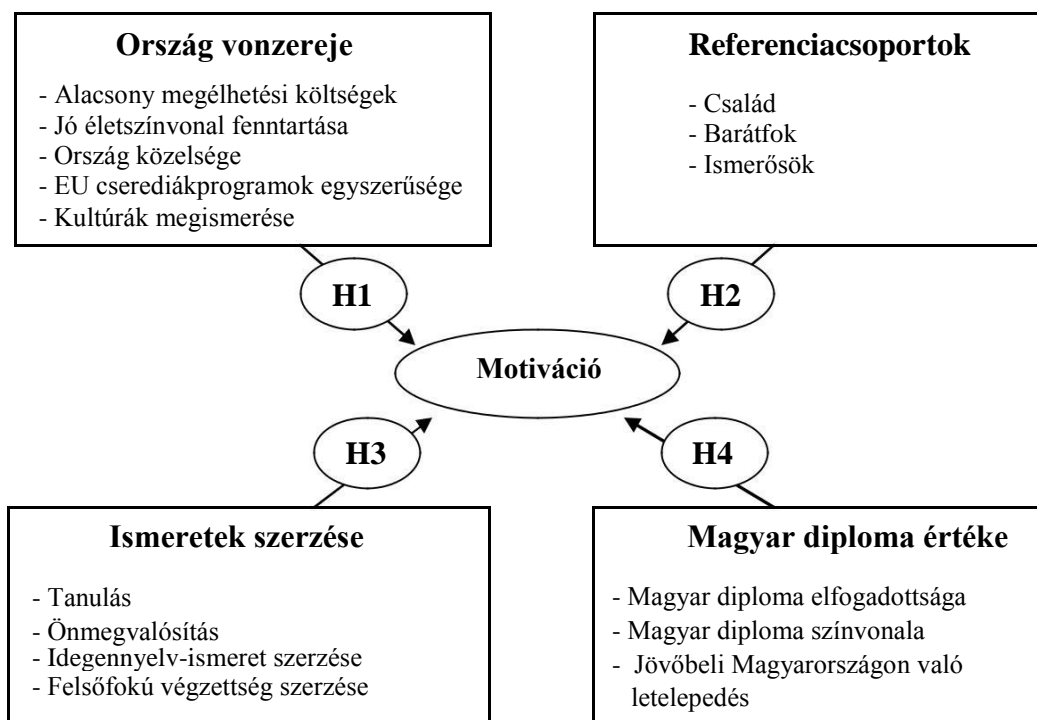 Ország vonzereje
- Alacsony megélhetési költségek
- Jó életszínvonal fenntartása
- Ország közelsége
- EU cserediákprogramok egyszerűsége
- Kultúrák megismerése
Referenciacsoportok
- Család
- Barátfok
- Ismerősök
H1
H2
Motiváció
H3
H4
Ismeretek szerzése
- Tanulás
- Önmegvalósítás
- Idegennyelv-ismeret szerzése
- Felsőfokú végzettség szerzése
Magyar diploma értéke
- Magyar diploma elfogadottsága
- Magyar diploma színvonala
- Jövőbeli Magyarországon való
letelepedés